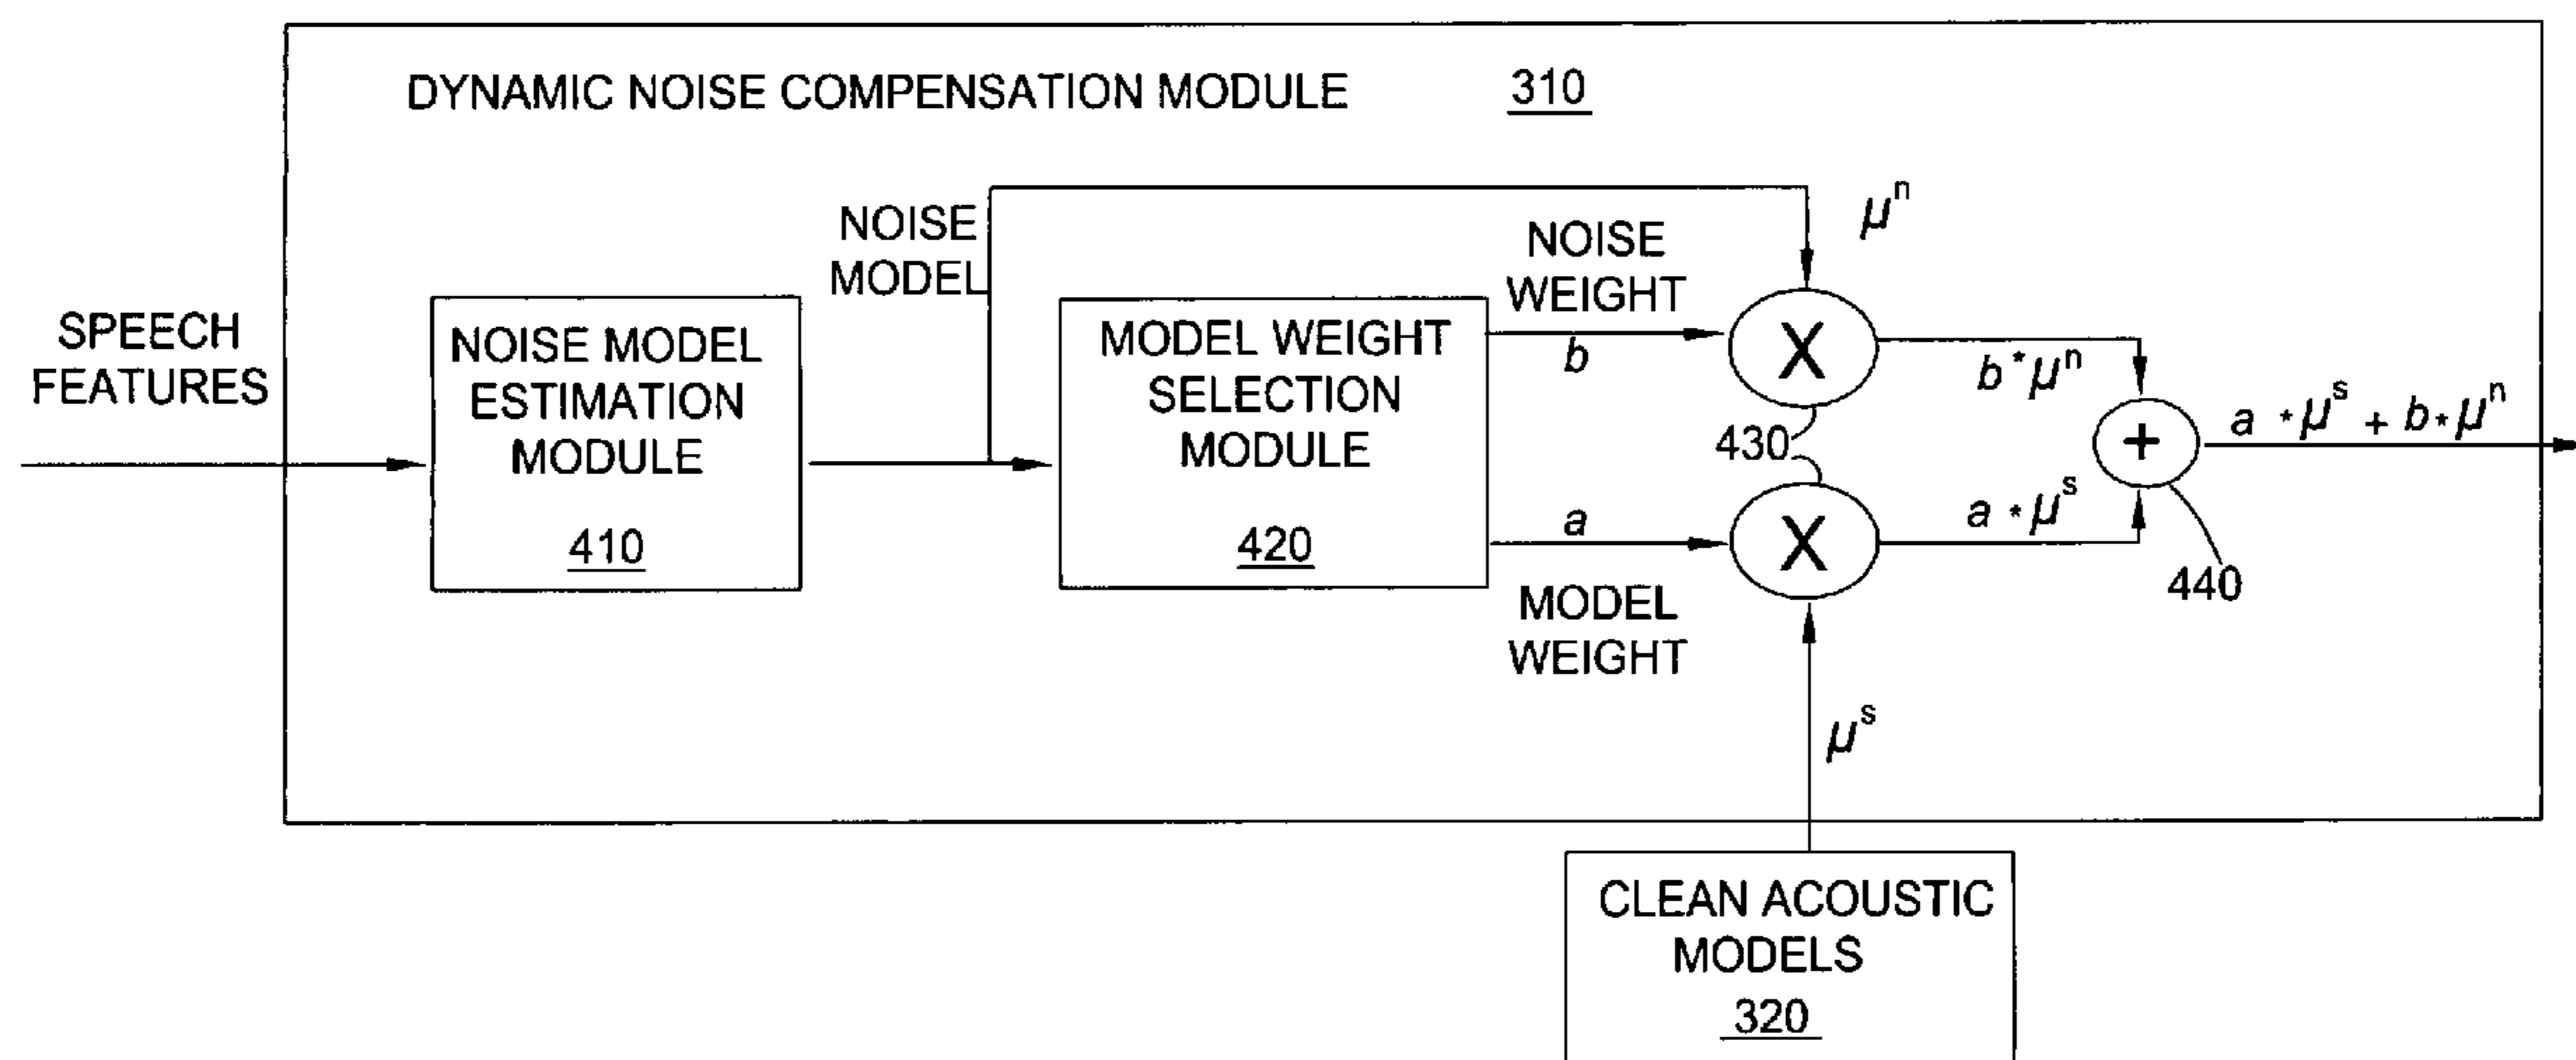 DYNAMIC NOISE COMPENSATION MODULE 310
SPEECH
FEATURES
NOISE MODEL
ESTIMATION
MODULE
410
NOISE
MODEL
MODEL WEIGHT
SELECTION
MODULE
420
NOISE
WEIGHT
b
a
MODEL
WEIGHT
μⁿ
X
430
X
μˢ
b*μⁿ
a * μˢ
+
440
a * μˢ + b * μⁿ
CLEAN ACOUSTIC
MODELS
320